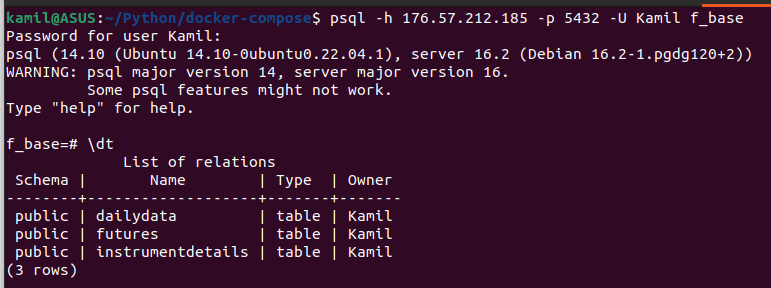 kamil@ASUS:~/Python/docker-compose$ psql -h 176.57.212.185 -p 5432 -U Kamil f_base
Password for user Kamil:
psql (14.10 (Ubuntu 14.10-0ubuntu0.22.04.1), server 16.2 (Debian 16.2-1.pgdg120+2))
WARNING: psql major version 14, server major version 16.
         Some psql features might not work.
Type "help" for help.

f_base=# \dt
             List of relations
 Schema |       Name        | Type  | Owner
--------+-------------------+-------+-------
 public | dailydata         | table | Kamil
 public | futures           | table | Kamil
 public | instrumentdetails | table | Kamil
(3 rows)